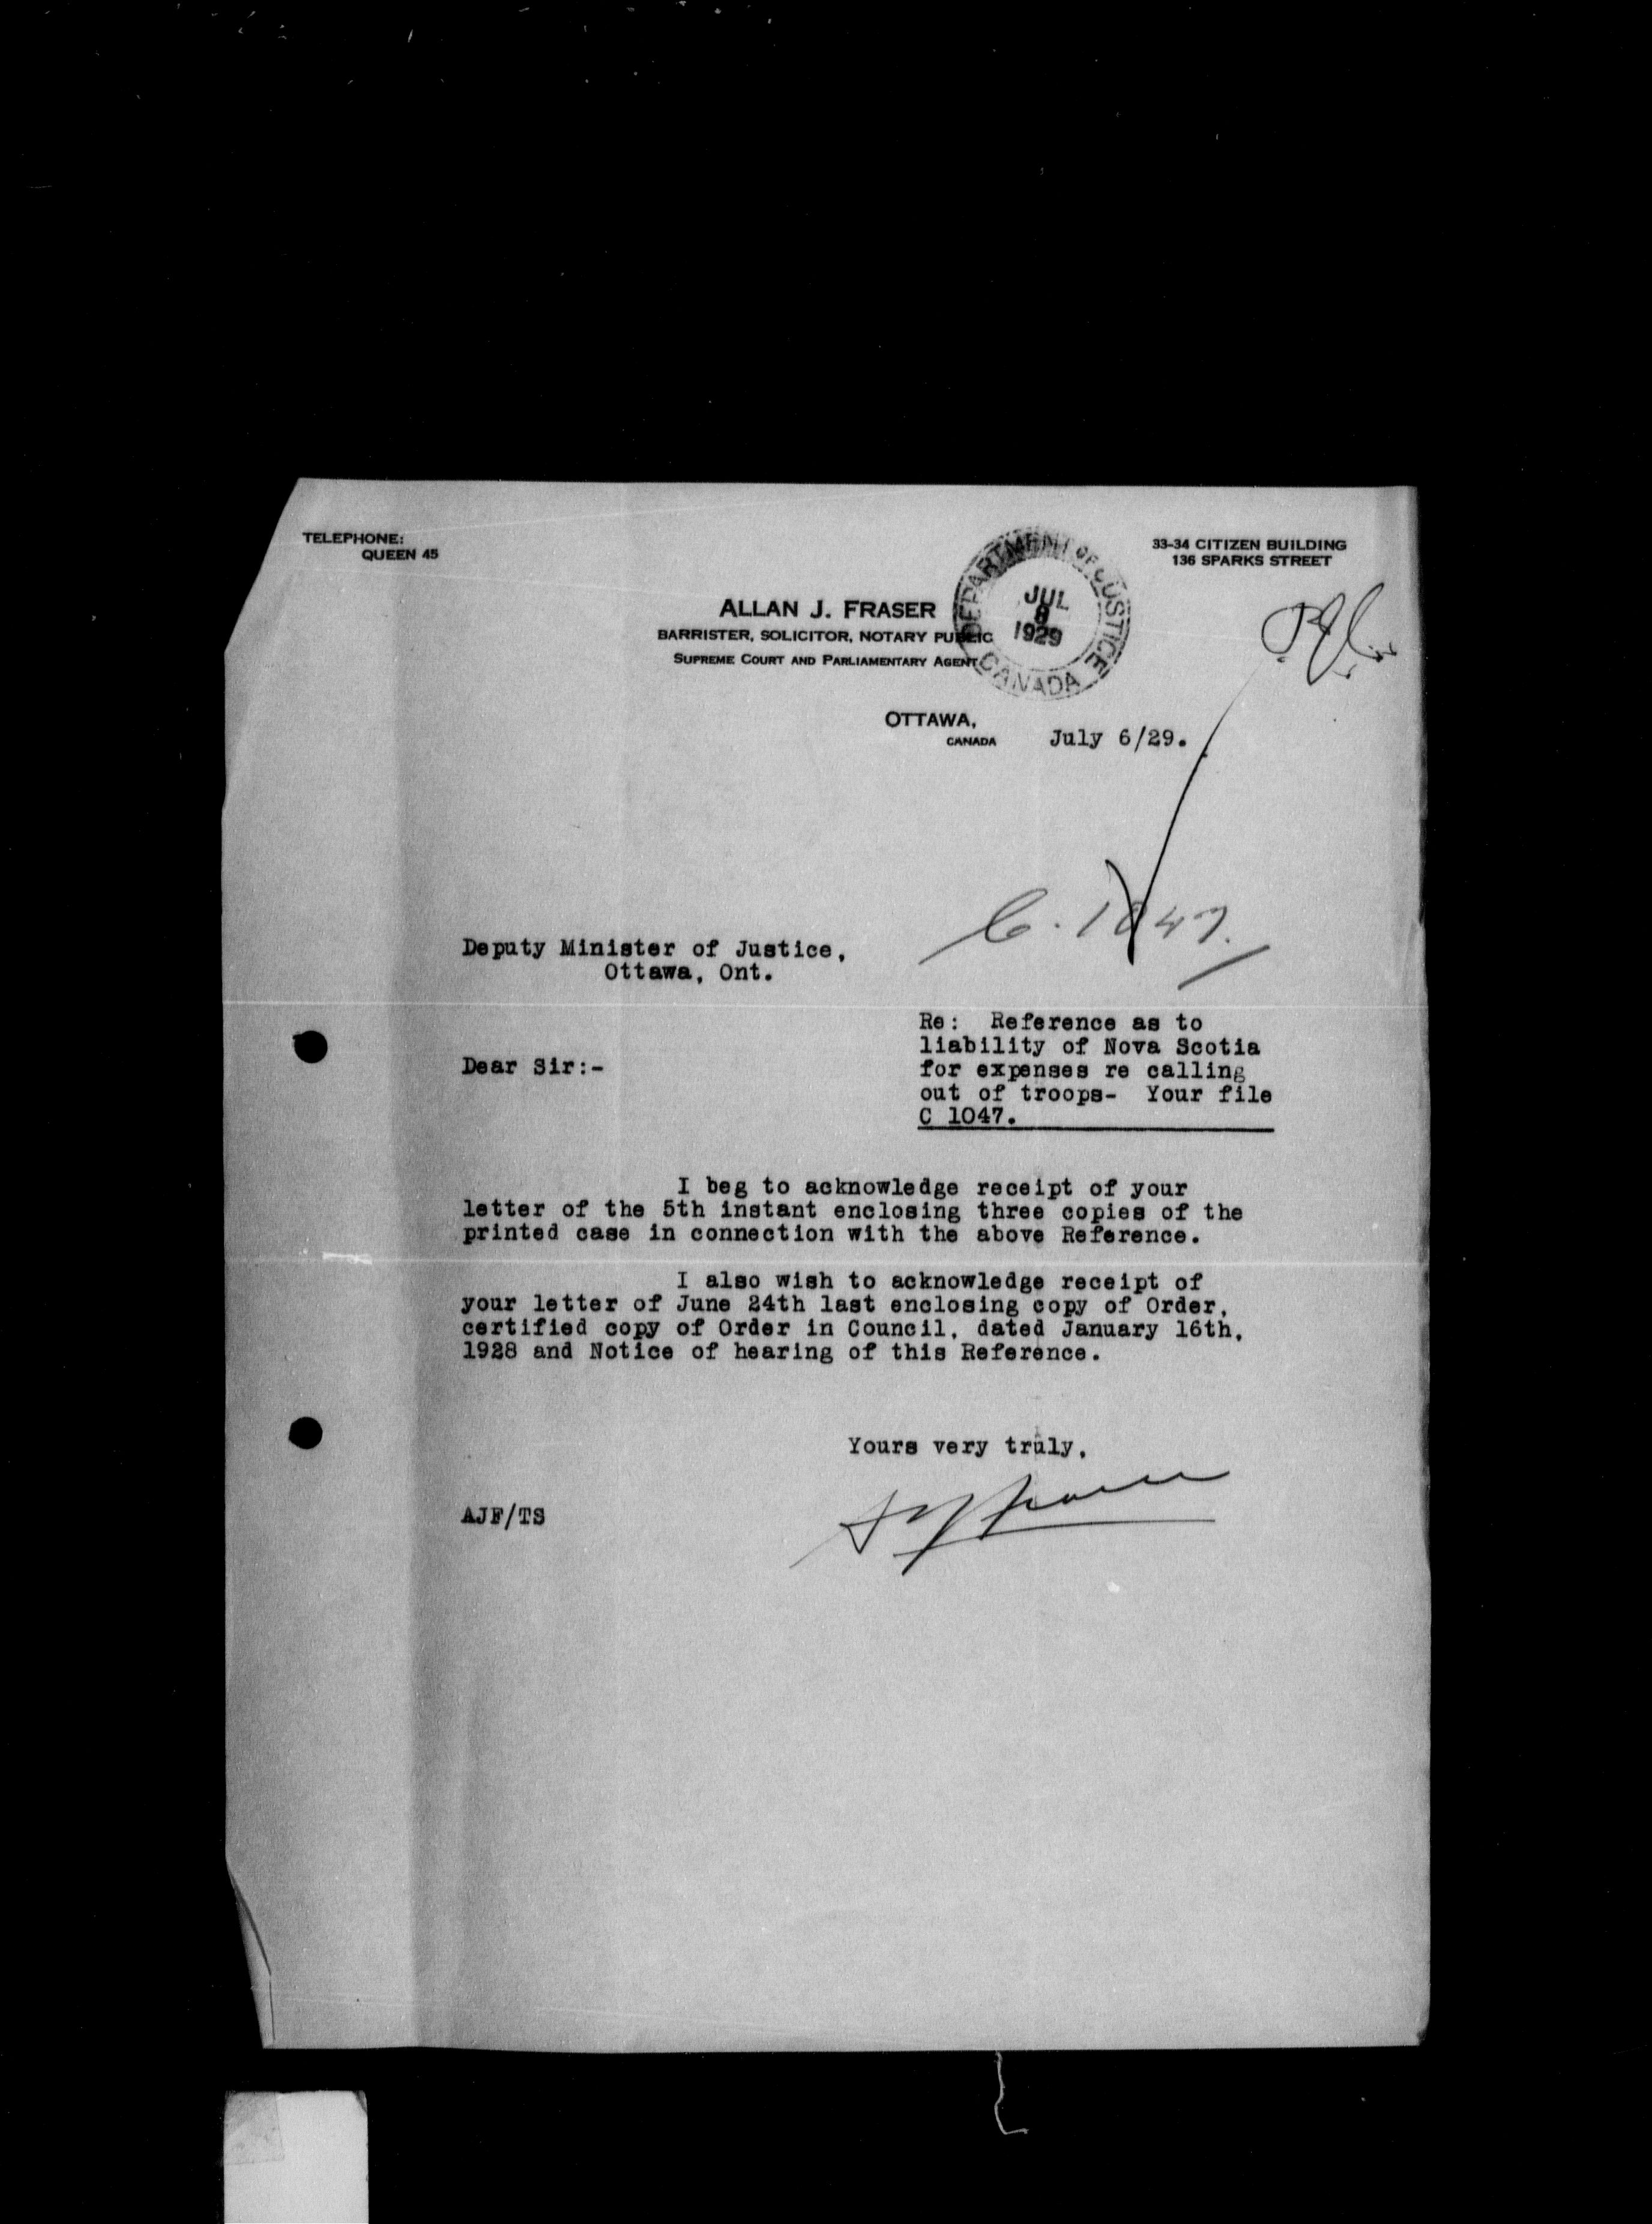 TELEPHONE:
QUEEN 45
33-34 CITIZEN BUILDING
136 SPARKS STREET
ALLAN J. FRASER
BARRISTER, SOLICITOR, NOTARY PUBLIC
SUPREME COURT AND PARLIAMENTARY AGENT
DEPARTMENT OF JUSTICE
JUL
8
1929
CANADA
OTTAWA,
CANADA
July 6/29.
C. 1047.
Deputy Minister of Justice,
Ottawa, Ont.
Re: Reference as to
liability of Nova Scotia
for expenses re calling
out of troops- Your file
C 1047.
Dear Sir:-
I beg to acknowledge receipt of your
letter of the 5th instant enclosing three copies of the
printed case in connection with the above Reference.
I also wish to acknowledge receipt of
your letter of June 24th last enclosing copy of Order,
certified copy of Order in Council, dated January 16th,
1928 and Notice of hearing of this Reference.
Yours very truly,
AJF/TS